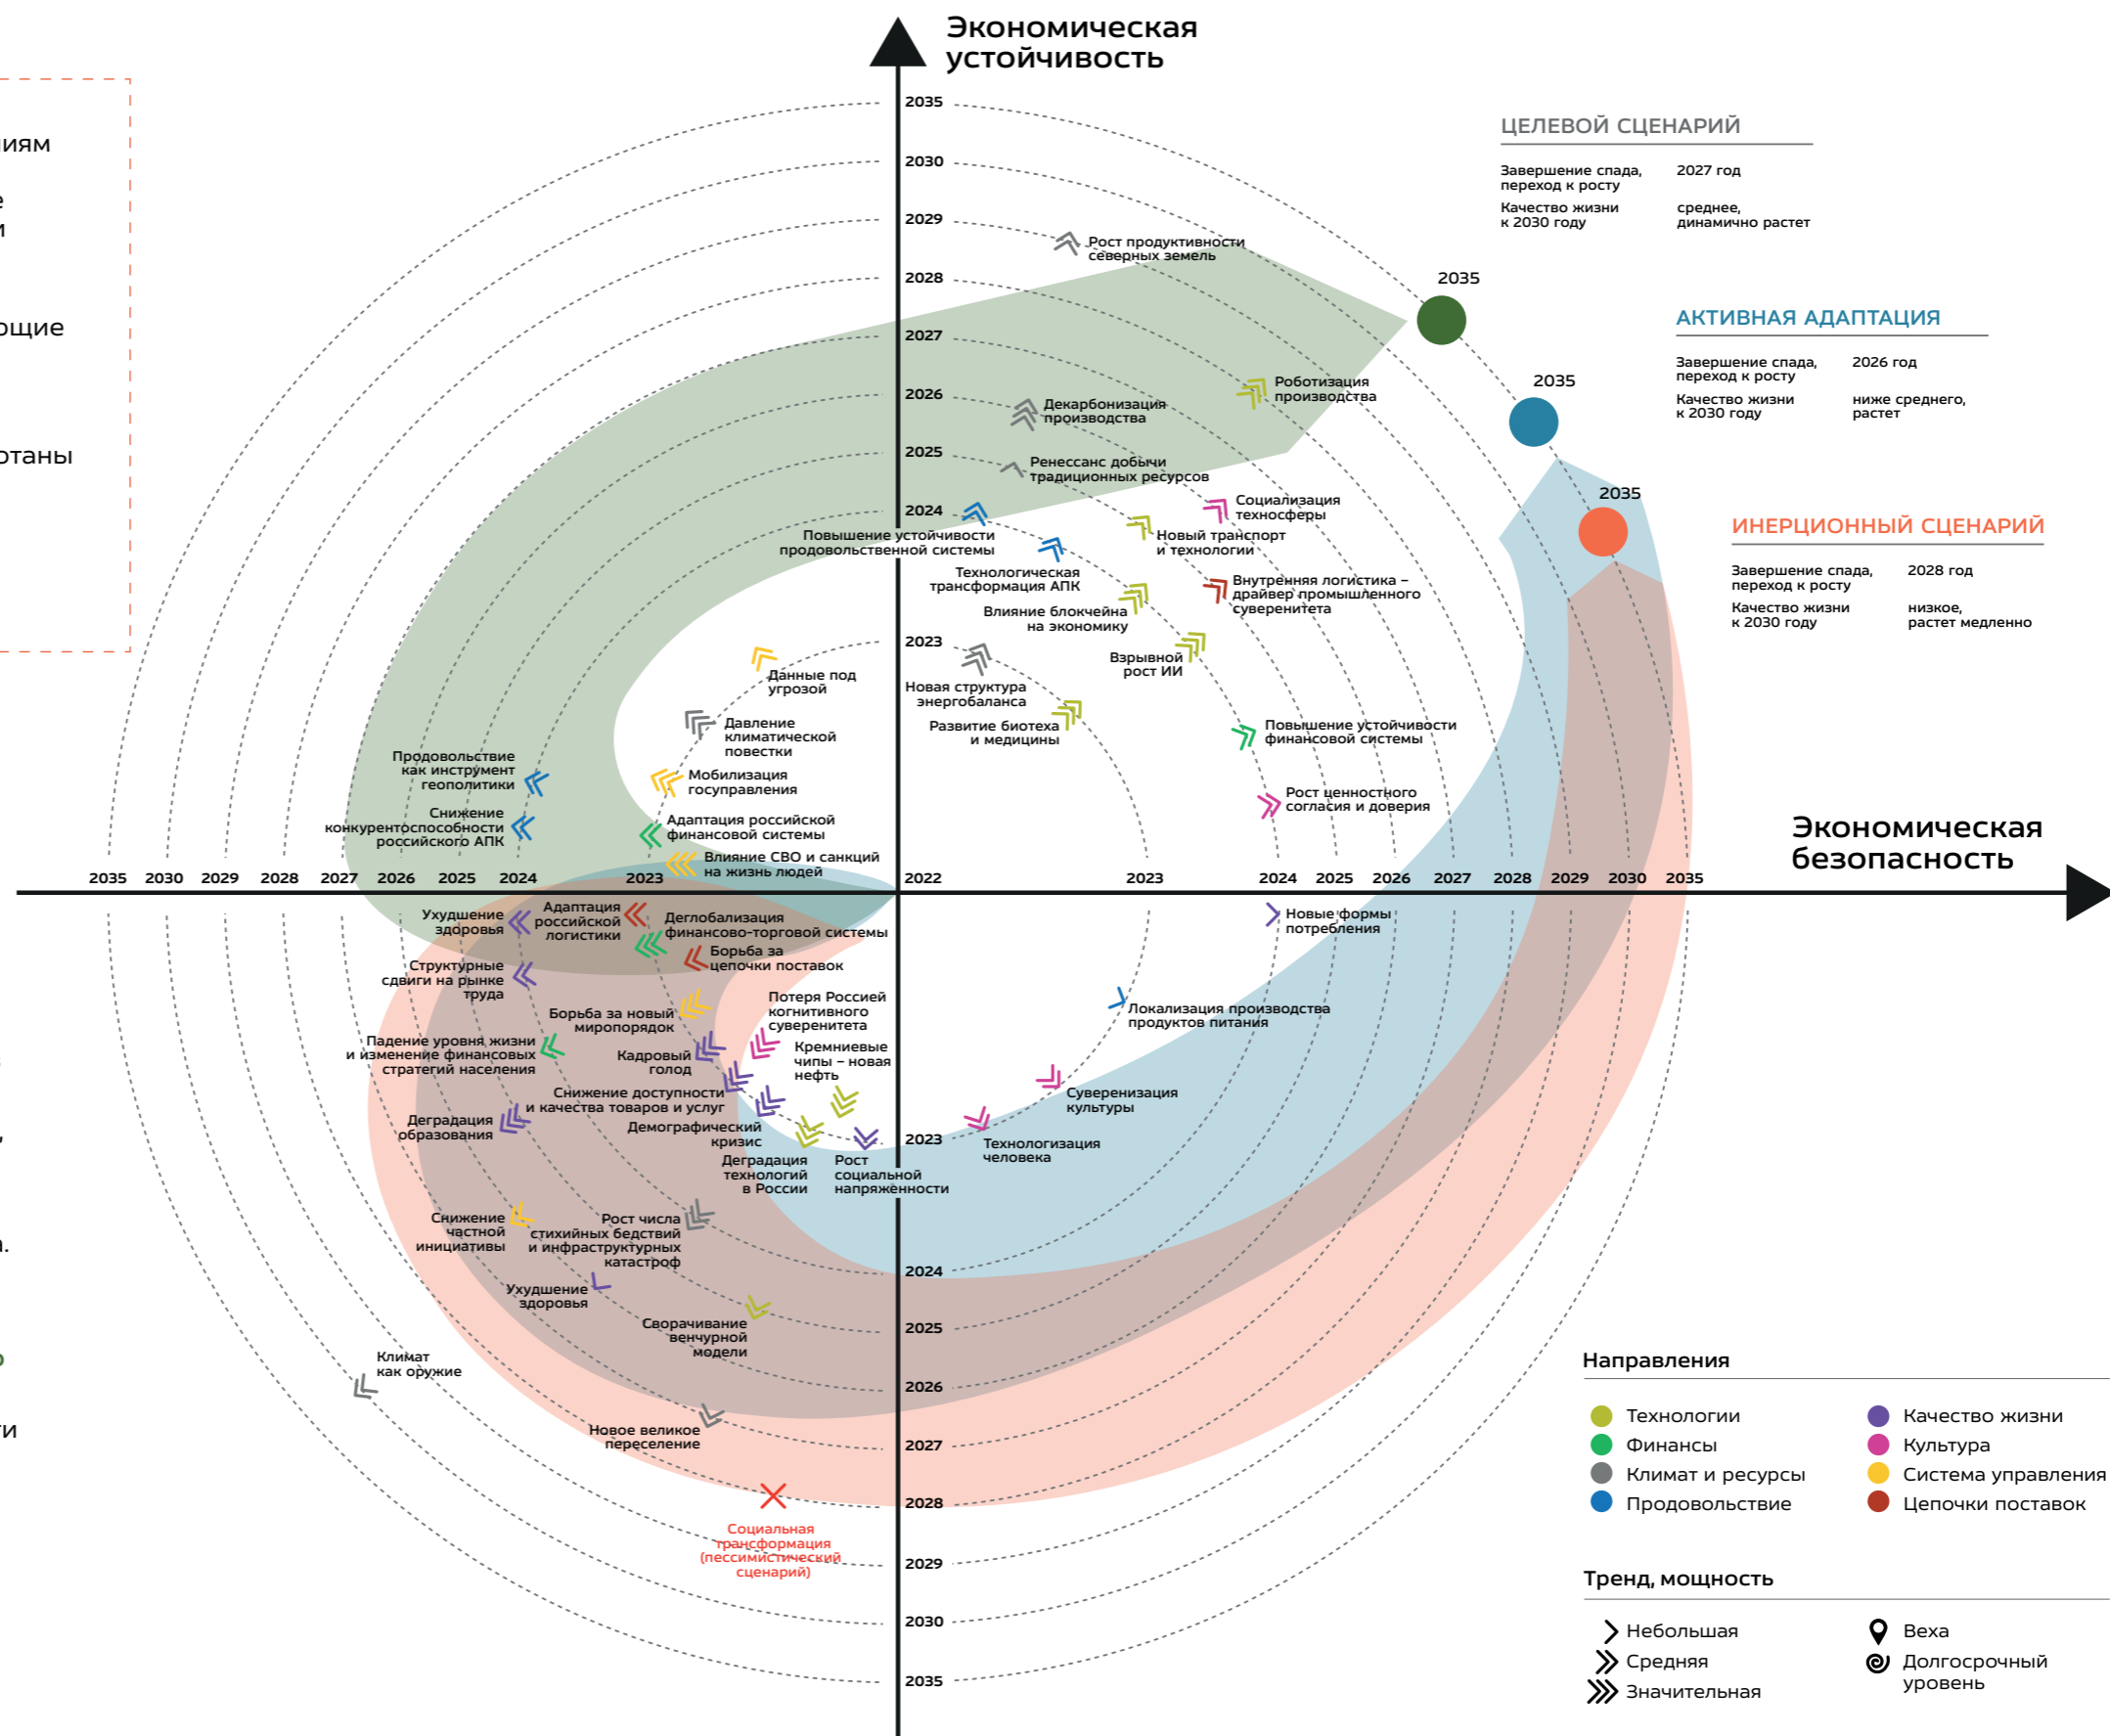 Экономическая
устойчивость
2035
2030
2029
2028
2027
2026
2025
2024
2023
ЦЕЛЕВОЙ СЦЕНАРИЙ
Завершение спада,
переход к росту
2027 год
Качество жизни
к 2030 году
среднее,
динамично растет
2035
АКТИВНАЯ АДАПТАЦИЯ
Завершение спада,
переход к росту
2026 год
Качество жизни
к 2030 году
ниже среднего,
растет
2035
ИНЕРЦИОННЫЙ СЦЕНАРИЙ
Завершение спада,
переход к росту
2028 год
Качество жизни
к 2030 году
низкое,
растет медленно
2035
Рост продуктивности
северных земель
Роботизация
производства
Декарбонизация
производства
Ренессанс добычи
традиционных ресурсов
Социализация
техносферы
Повышение устойчивости
продовольственной системы
Новый транспорт
и технологии
Технологическая
трансформация АПК
Внутренняя логистика –
драйвер промышленного
суверенитета
Влияние блокчейна
на экономику
Взрывной
рост ИИ
Новая структура
энергобаланса
Развитие биотеха
и медицины
Повышение устойчивости
финансовой системы
Рост ценностного
согласия и доверия
Данные под
угрозой
Давление
климатической
повестки
Мобилизация
госуправления
Продовольствие
как инструмент
геополитики
Снижение
конкурентоспособности
российского АПК
Адаптация российской
финансовой системы
Влияние СВО и санкций
на жизнь людей
Экономическая
безопасность
2035 2030 2029 2028 2027 2026 2025 2024 2023 2022 2023 2024 2025 2026 2027 2028 2029 2030 2035
Ухудшение
здоровья
Адаптация
российской
логистики
Деглобализация
финансово-торговой системы
Борьба за
цепочки поставок
Новые формы
потребления
Структурные
сдвиги на рынке
труда
Борьба за новый
миропорядок
Потеря Россией
когнитивного
суверенитета
Локализация производства
продуктов питания
Падение уровня жизни
и изменение финансовых
стратегий населения
Кадровый
голод
Кремниевые
чипы – новая
нефть
Снижение доступности
и качества товаров и услуг
Суверенизация
культуры
Деградация
образования
Демографический
кризис
Технологизация
человека
Деградация
технологий
в России
Рост
социальной
напряженности
Снижение
частной
инициативы
Рост числа
стихийных бедствий
и инфраструктурных
катастроф
Ухудшение
здоровья
Сворачивание
венчурной
модели
Климат
как оружие
Новое великое
переселение
Социальная
трансформация
(пессимистический
сценарий)
2023
2024
2025
2026
2027
2028
2029
2030
2035
Направления
Технологии
Финансы
Климат и ресурсы
Продовольствие
Качество жизни
Культура
Система управления
Цепочки поставок
Тренд, мощность
Небольшая
Средняя
Значительная
Веха
Долгосрочный
уровень